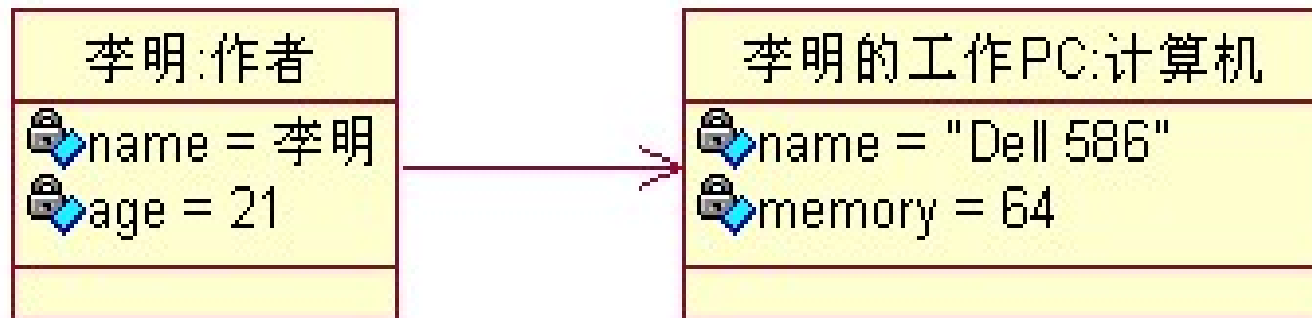 李明:作者
name = 李明
age = 21
李明的工作PC:计算机
name = "Dell 586"
memory = 64